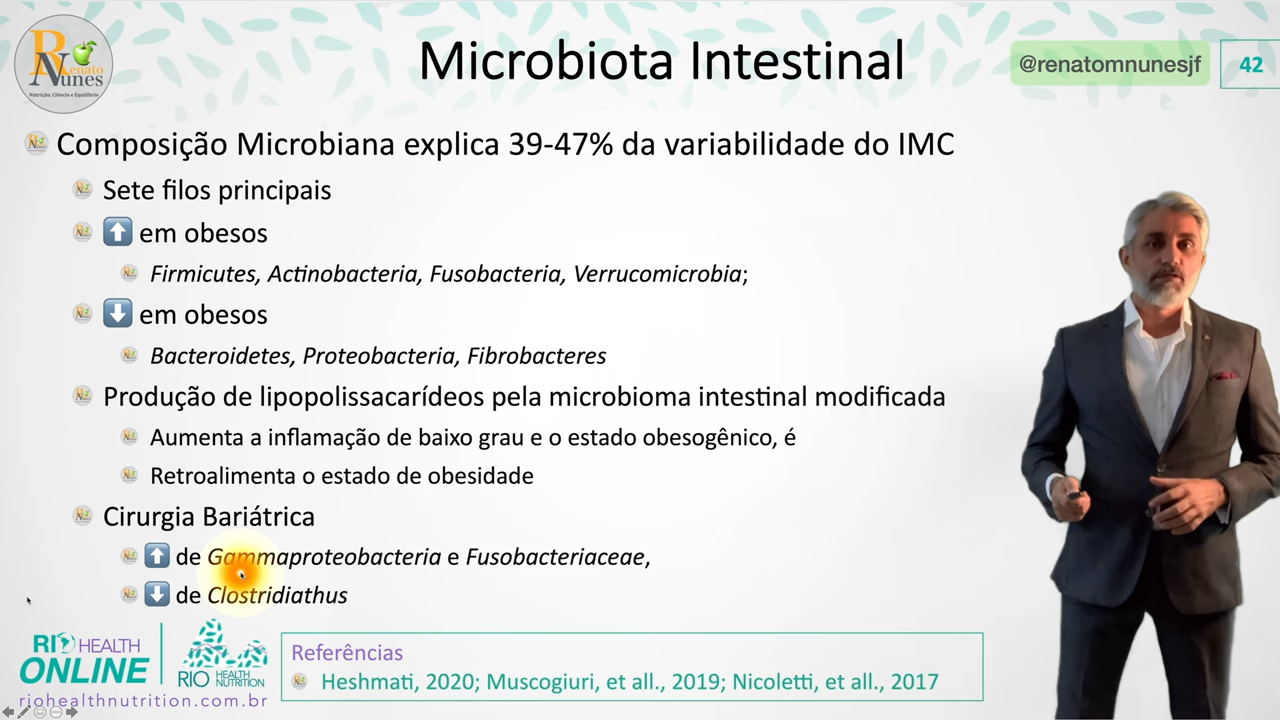 Renato
Nunes
Nutrição, Ciência e Equilíbrio
Microbiota Intestinal
@renatomnunesjf
42
Composição Microbiana explica 39-47% da variabilidade do IMC
Sete filos principais
⬆ em obesos
Firmicutes, Actinobacteria, Fusobacteria, Verrucomicrobia;
⬇ em obesos
Bacteroidetes, Proteobacteria, Fibrobacteres
Produção de lipopolissacarídeos pela microbioma intestinal modificada
Aumenta a inflamação de baixo grau e o estado obesogênico, é
Retroalimenta o estado de obesidade
Cirurgia Bariátrica
⬆ de Gammaproteobacteria e Fusobacteriaceae,
⬇ de Clostridiathus
RIO HEALTH
ONLINE
RIO HEALTH NUTRITION
riohealthnutrition.com.br
Referências
Heshmati, 2020; Muscogiuri, et all., 2019; Nicoletti, et all., 2017